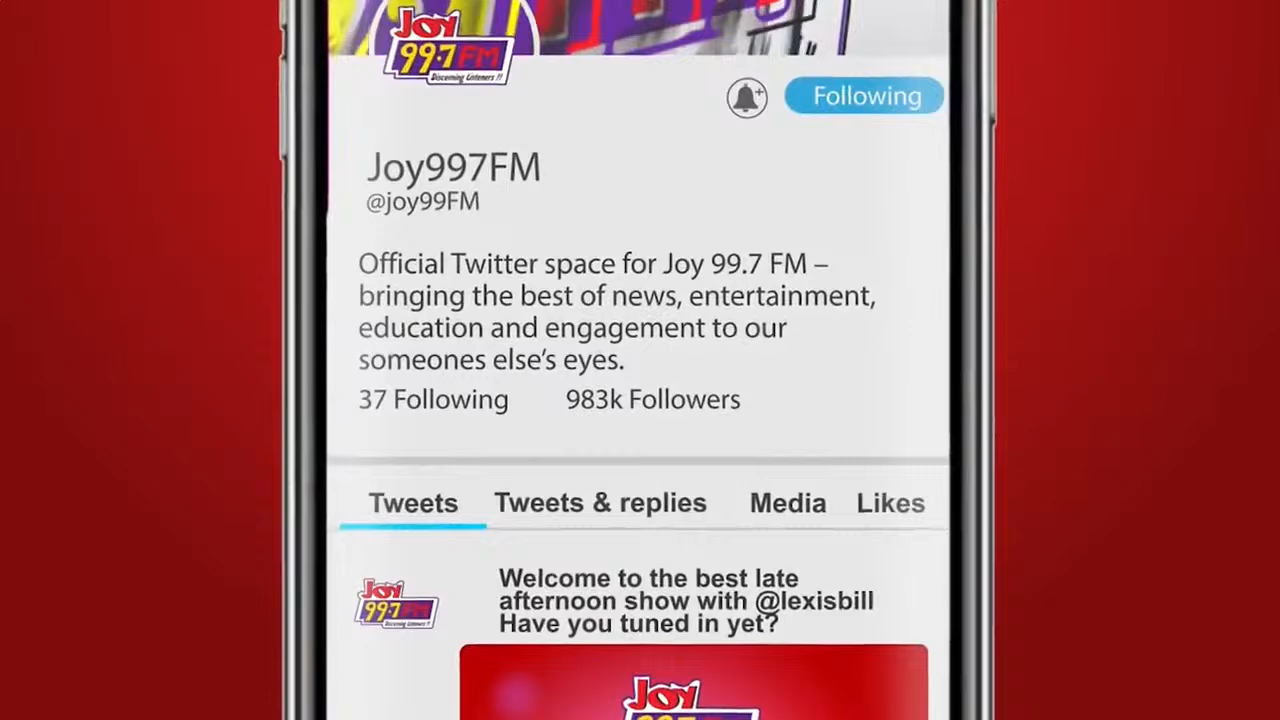 JOY
99.7 FM
Discerning Listeners !!
Following
Joy997FM
@joy99FM
Official Twitter space for Joy 99.7 FM –
bringing the best of news, entertainment,
education and engagement to our
someones else’s eyes.
37 Following 983k Followers
Tweets Tweets & replies Media Likes
JOY
99.7 FM
Discerning Listeners !!
Welcome to the best late
afternoon show with @lexisbill
Have you tuned in yet?
JOY
99.7 FM